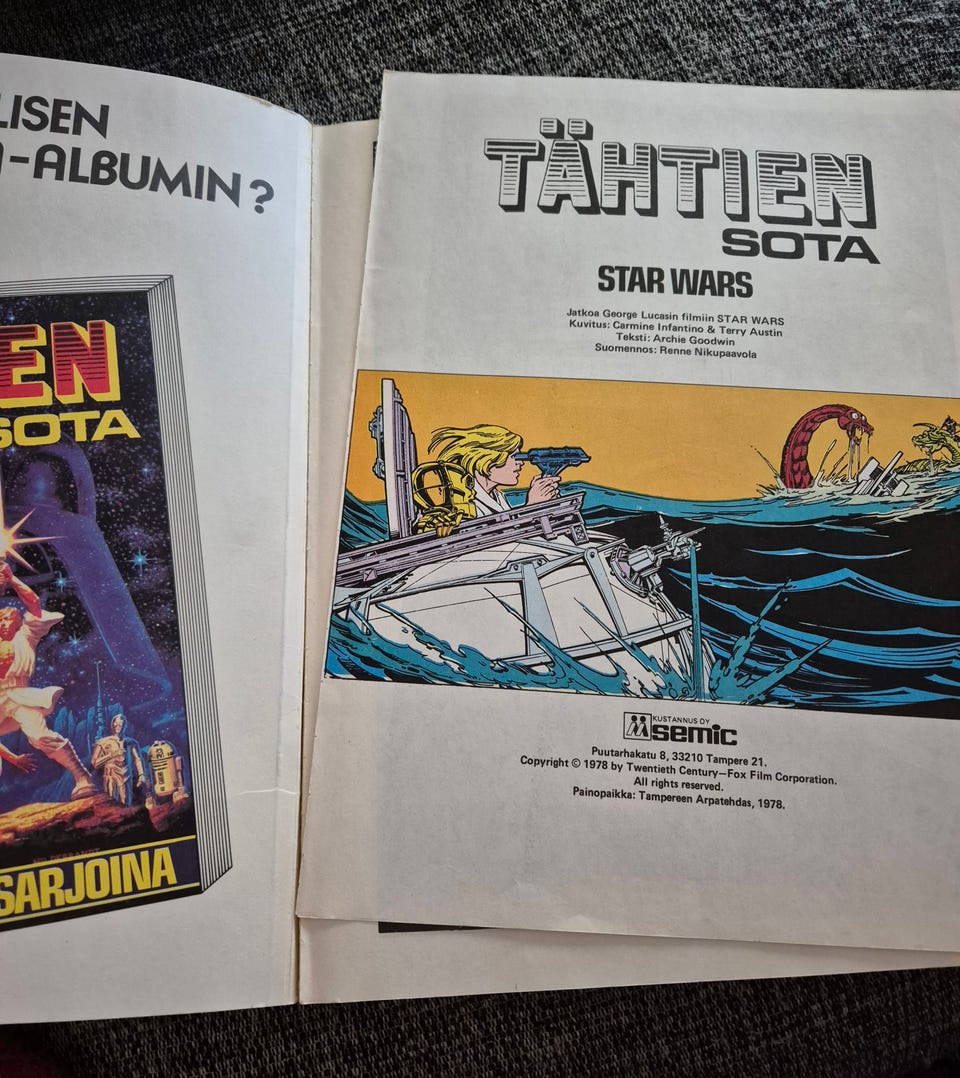 LISEN
-ALBUMIN?
EN
SOTA
SARJOINA
TÄHTIEN
SOTA
STAR WARS
Jatkoa George Lucasin filmiin STAR WARS
Kuvitus: Carmine Infantino & Terry Austin
Teksti: Archie Goodwin
Suomennos: Renne Nikupaavola
KUSTANNUS OY
semic
Puutarhakatu 8, 33210 Tampere 21.
Copyright © 1978 by Twentieth Century—Fox Film Corporation.
All rights reserved.
Painopaikka: Tampereen Arpatehdas, 1978.